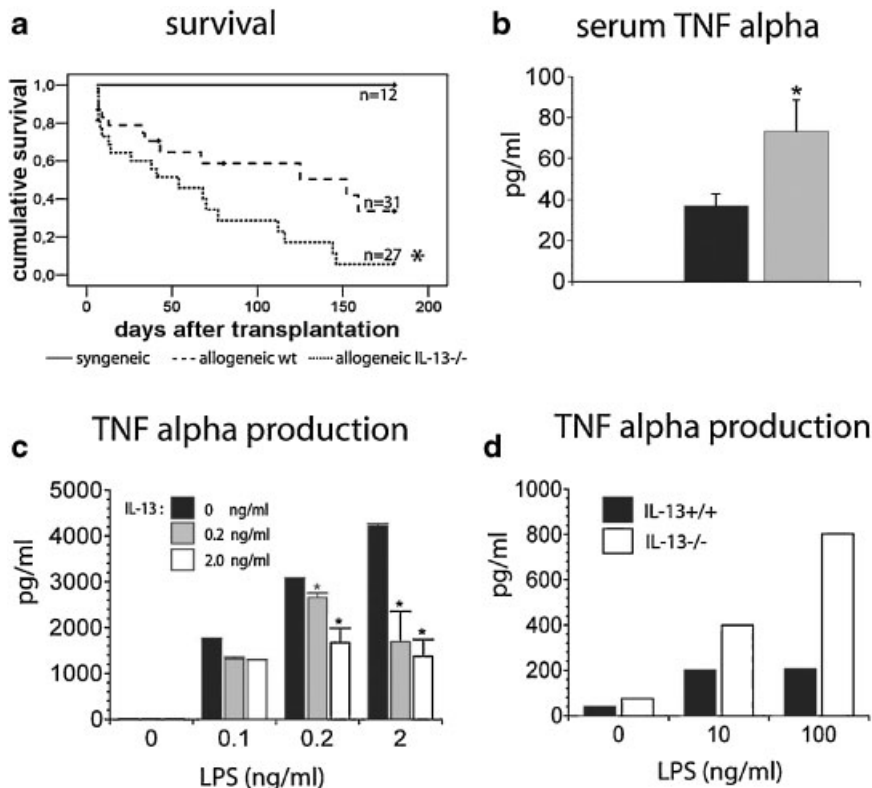 a survival
cumulative survival
1,0
0,8
0,6
0,4
0,2
0,0
n=12
n=31
n=27 *
0 50 100 150 200
days after transplantation
syngeneic allogeneic wt allogeneic IL-13-/-
b serum TNF alpha
pg/ml
100
80
60
40
20
0
*
c TNF alpha production
pg/ml
5000
4000
3000
2000
1000
0
IL-13 : 0 ng/ml
0.2 ng/ml
2.0 ng/ml
* * * *
0 0.1 0.2 2
LPS (ng/ml)
d TNF alpha production
pg/ml
1000
800
600
400
200
0
IL-13+/+
IL-13-/-
0 10 100
LPS (ng/ml)